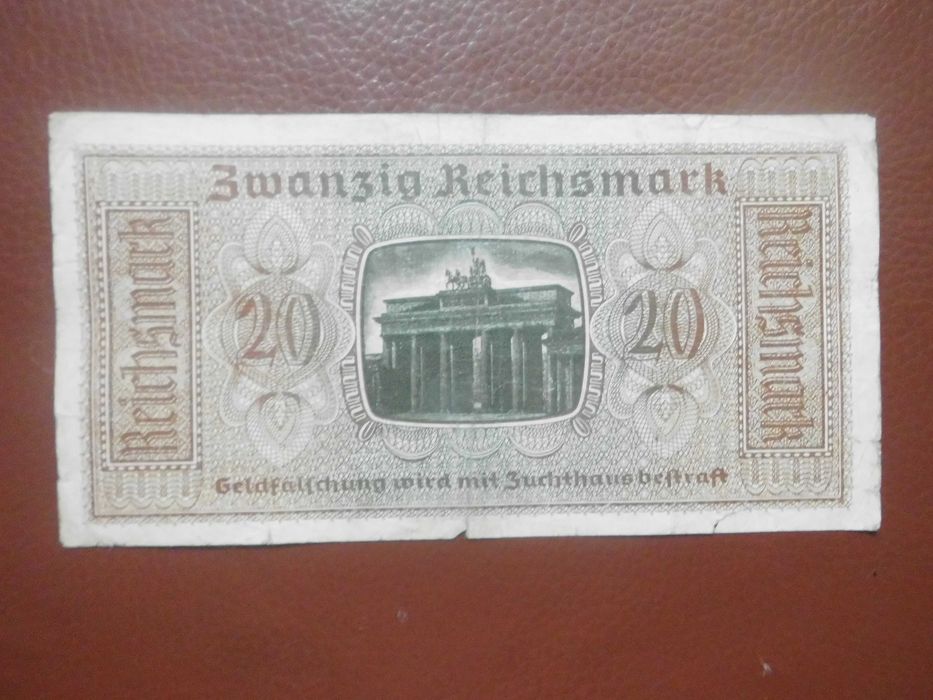 Zwanzig Reichsmark
Reichsmark
20
20
Reichsmark
Geldfälschung wird mit Zuchthaus bestraft